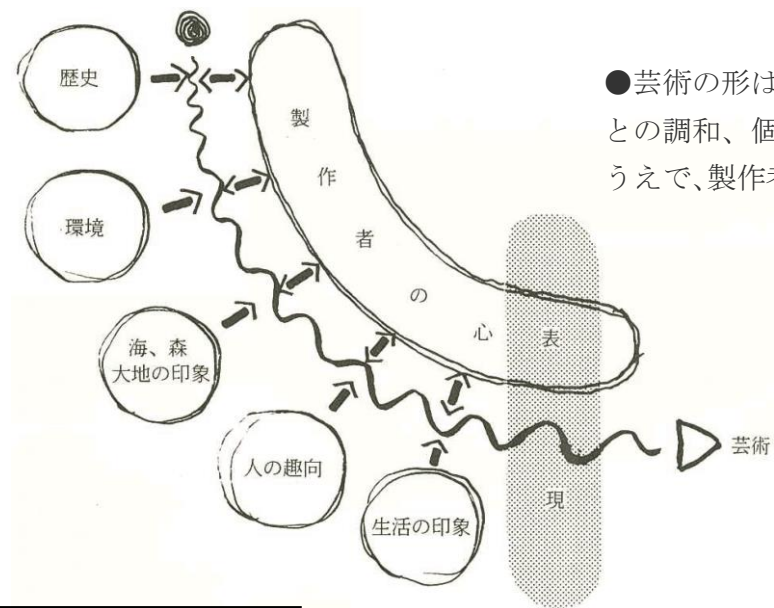 歴史
環境
海、森
大地の印象
人の趣向
生活の印象
製作者の心
表現
芸術
●芸術の形は
との調和、個
うえで、製作者